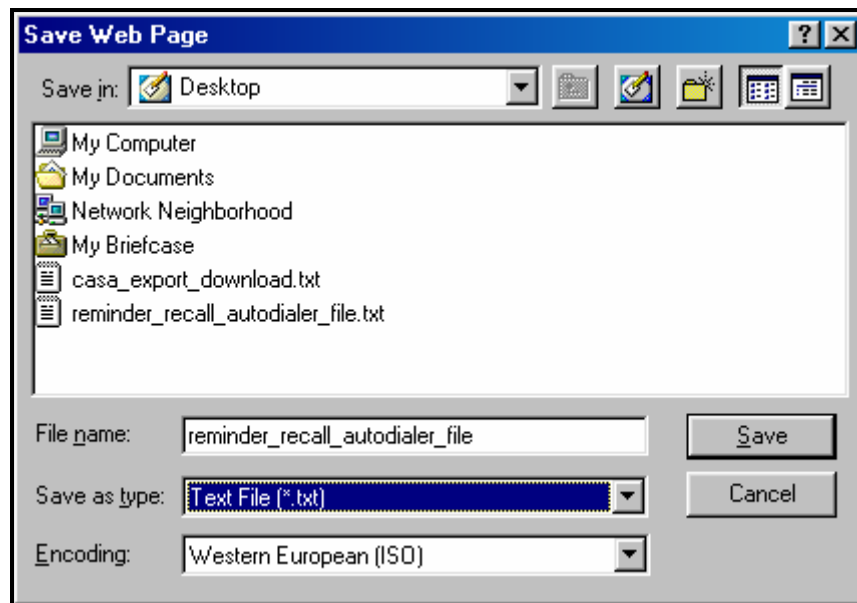 Save Web Page
Save in: Desktop
My Computer
My Documents
Network Neighborhood
My Briefcase
casa_export_download.txt
reminder_recall_autodialer_file.txt
File name: reminder_recall_autodialer_file Save
Save as type: Text File (*.txt) Cancel
Encoding: Western European (ISO)